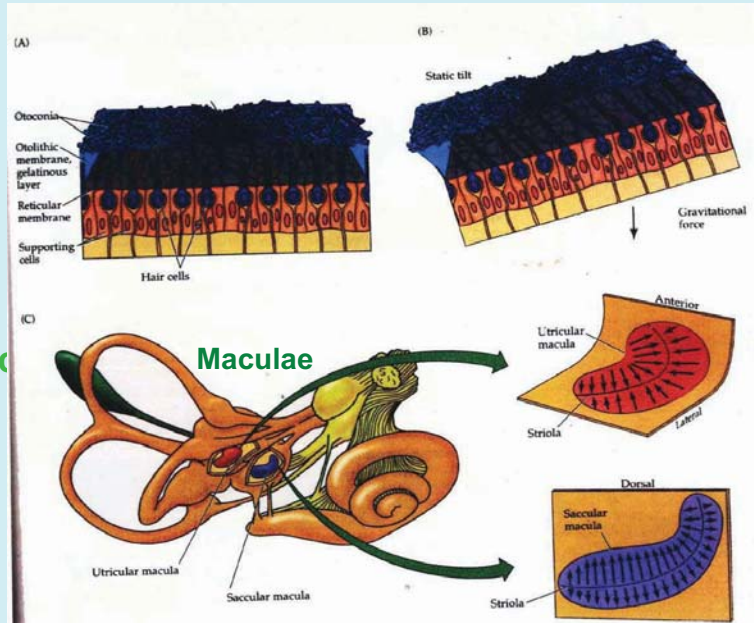 (A)
(B)
Static tilt
Otoconia
Otolithic
membrane,
gelatinous
layer
Reticular
membrane
Supporting
cells
Hair cells
Gravitational
force
(C)
Maculae
Anterior
Utricular
macula
Striola
Lateral
Utricular macula
Saccular macula
Dorsal
Saccular
macula
Striola